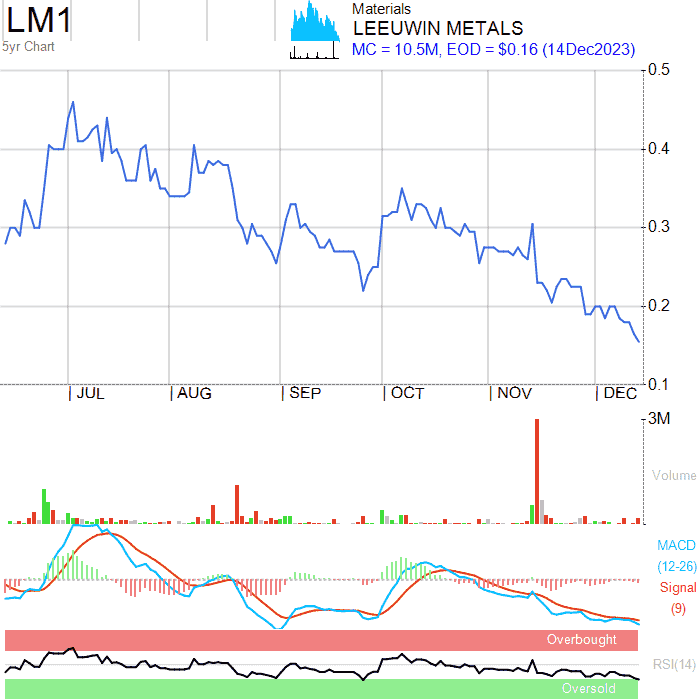 LM1
5yr Chart
Materials
LEEUWIN METALS
MC = 10.5M, EOD = $0.16 (14Dec2023)
0.5
0.4
0.3
0.2
0.1
JUL AUG SEP OCT NOV DEC
3M
Volume
MACD
(12-26)
Signal
(9)
Overbought
RSI(14)
Oversold